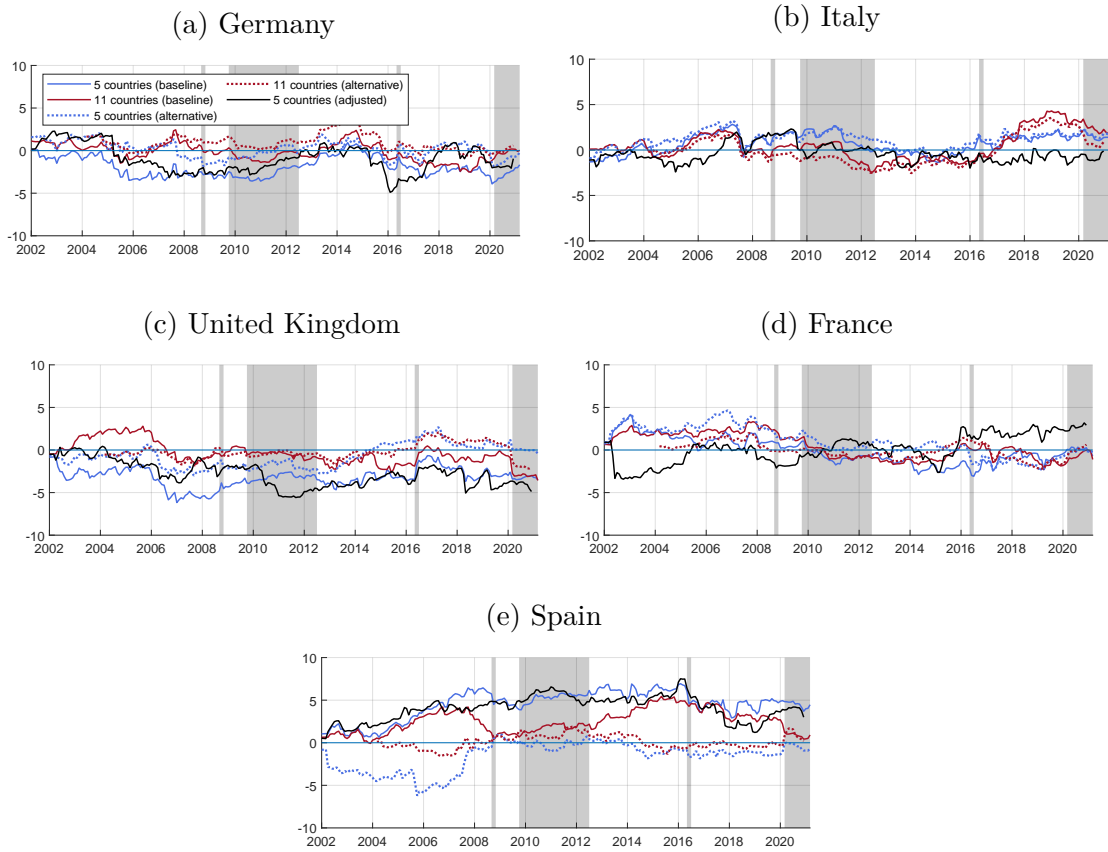 (a) Germany
10
5
0
-5
-10
5 countries (baseline)
11 countries (baseline)
5 countries (alternative)
11 countries (alternative)
5 countries (adjusted)
2002 2004 2006 2008 2010 2012 2014 2016 2018 2020
(b) Italy
10
5
0
-5
-10
2002 2004 2006 2008 2010 2012 2014 2016 2018 2020
(c) United Kingdom
10
5
0
-5
-10
2002 2004 2006 2008 2010 2012 2014 2016 2018 2020
(d) France
10
5
0
-5
-10
2002 2004 2006 2008 2010 2012 2014 2016 2018 2020
(e) Spain
10
5
0
-5
-10
2002 2004 2006 2008 2010 2012 2014 2016 2018 2020